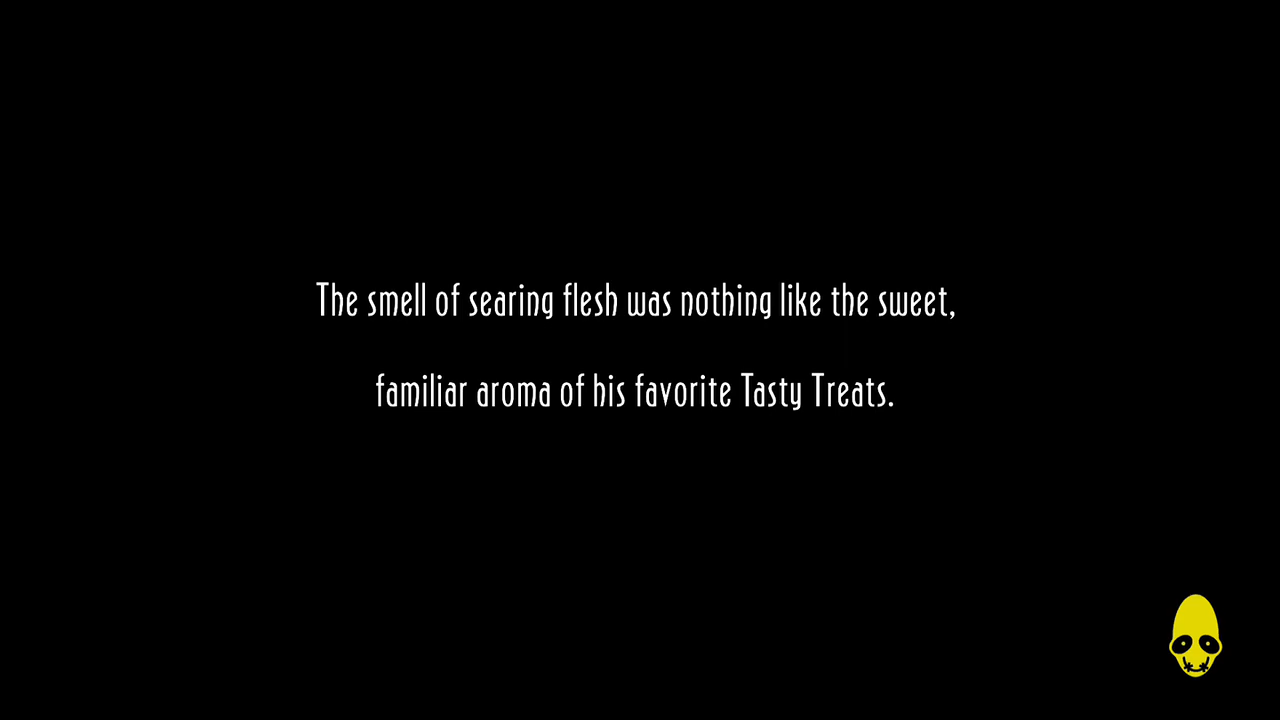 The smell of searing flesh was nothing like the sweet,
familiar aroma of his favorite Tasty Treats.